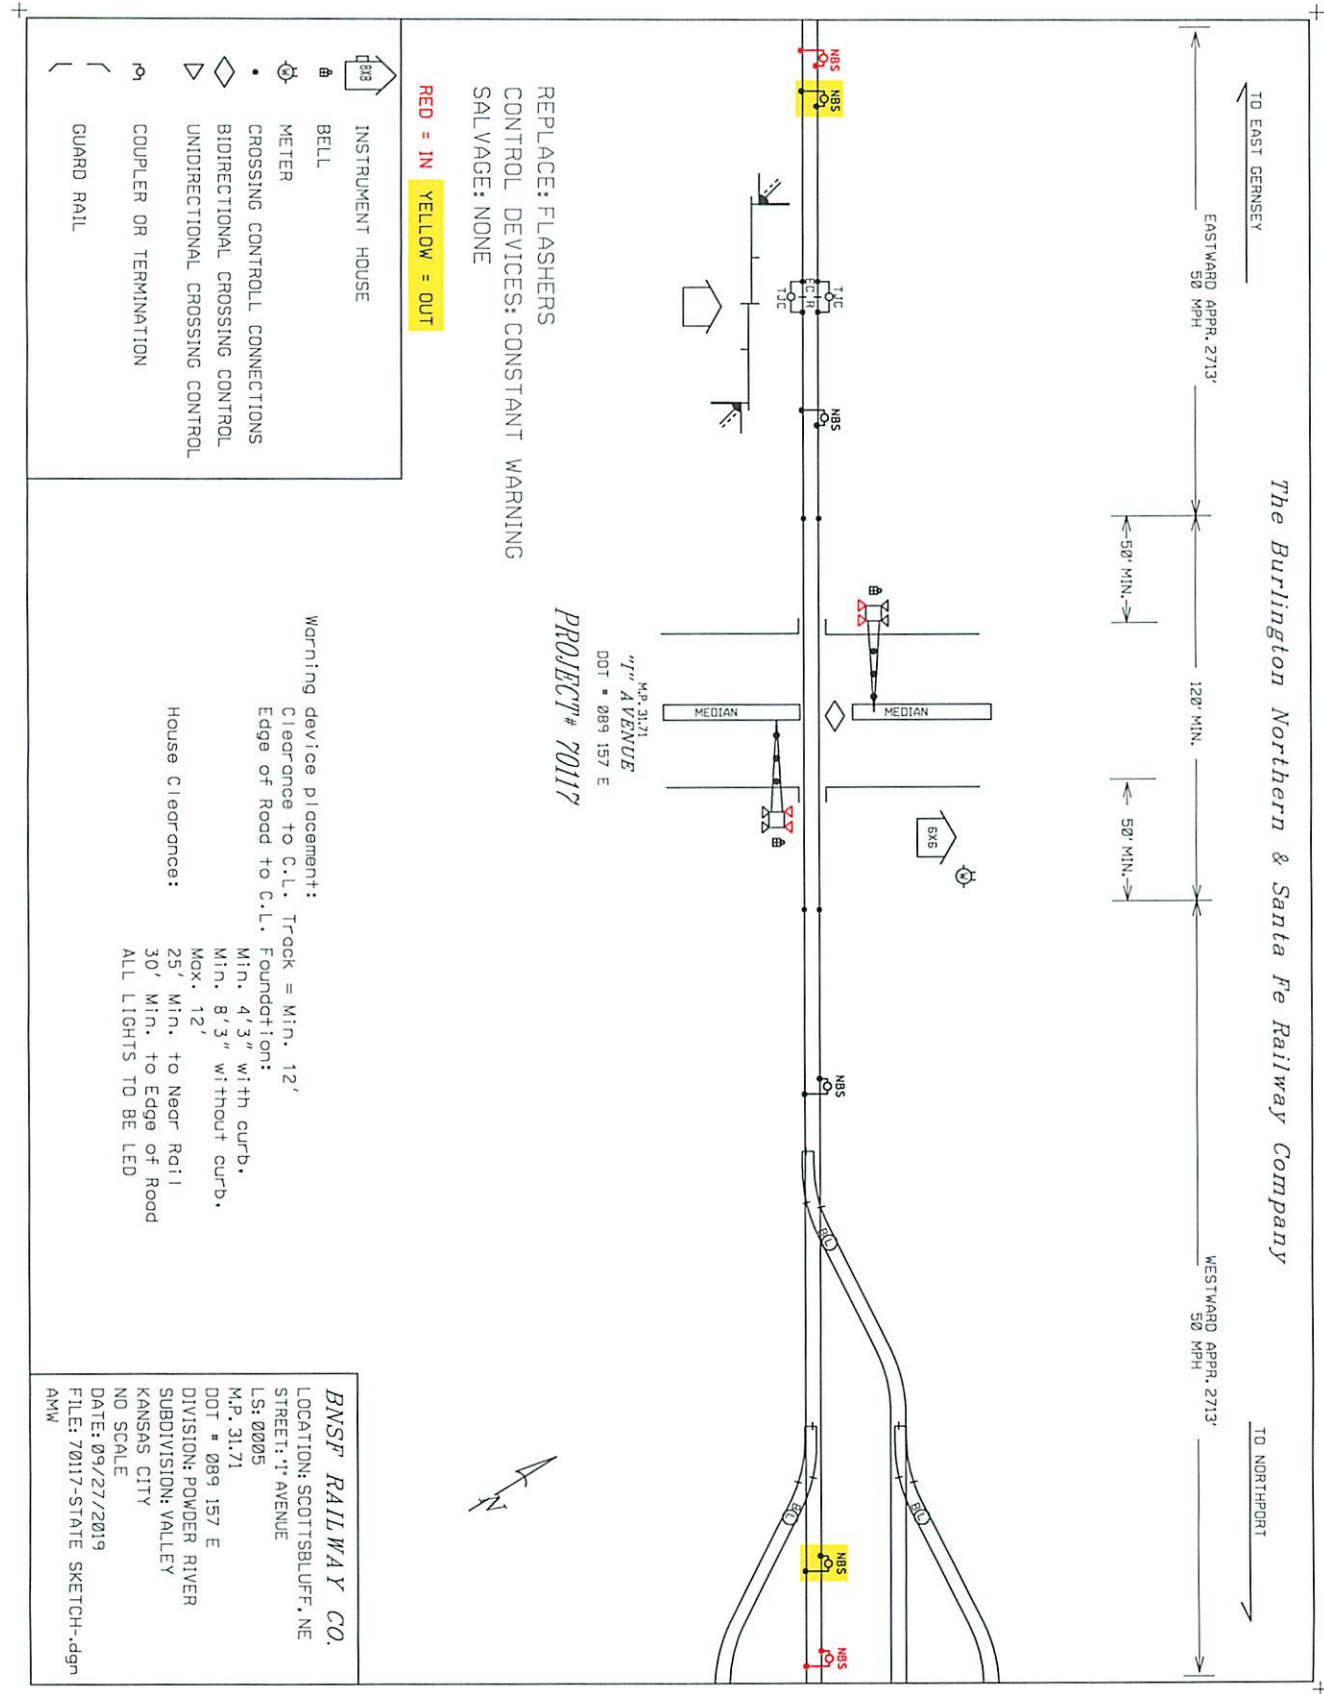 The Burlington Northern & Santa Fe Railway Company
TO EAST GERNSEY
TO NORTHPORT
EASTWARD APPR. 2713'
50 MPH
120' MIN.
WESTWARD APPR. 2713'
50 MPH
50' MIN.
50' MIN.
6X6
W
MEDIAN
MEDIAN
NBS
NBS
TJC
EC
TR
TJC
NBS
NBS
NBS
NBS
B L
B L
B L
M.P. 31.71
"I" AVENUE
DOT # 089 157 E
PROJECT# 70117
REPLACE: FLASHERS
CONTROL DEVICES: CONSTANT WARNING
SALVAGE: NONE
RED = IN YELLOW = OUT
8X8 INSTRUMENT HOUSE
BELL
W METER
CROSSING CONTROLL CONNECTIONS
BIDIRECTIONAL CROSSING CONTROL
UNIDIRECTIONAL CROSSING CONTROL
COUPLER OR TERMINATION
GUARD RAIL
Warning device placement:
Clearance to C.L. Track = Min. 12'
Edge of Road to C.L. Foundation:
Min. 4'3" with curb.
Min. 8'3" without curb.
Max. 12'
House Clearance:
25' Min. to Near Rail
30' Min. to Edge of Road
ALL LIGHTS TO BE LED
N
BNSF RAILWAY CO.
LOCATION: SCOTTSBLUFF, NE
STREET: 'I' AVENUE
LS: 0005
M.P. 31.71
DOT # 089 157 E
DIVISION: POWDER RIVER
SUBDIVISION: VALLEY
KANSAS CITY
NO SCALE
DATE: 09/27/2019
FILE: 70117-STATE SKETCH-.dgn
AMW